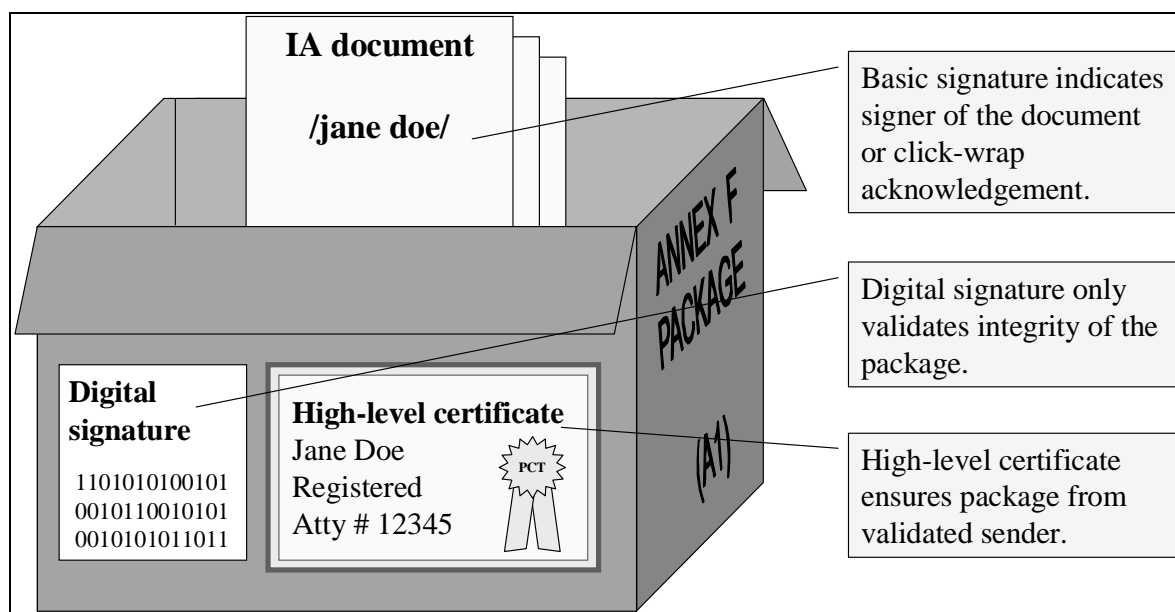 IA document
/jane doe/
Basic signature indicates
signer of the document
or click-wrap
acknowledgement.
ANNEX F
PACKAGE
(A1)
Digital signature only
validates integrity of the
package.
Digital
signature
1101010100101
0010110010101
0010101011011
High-level certificate
Jane Doe
Registered
Atty # 12345
PCT
High-level certificate
ensures package from
validated sender.